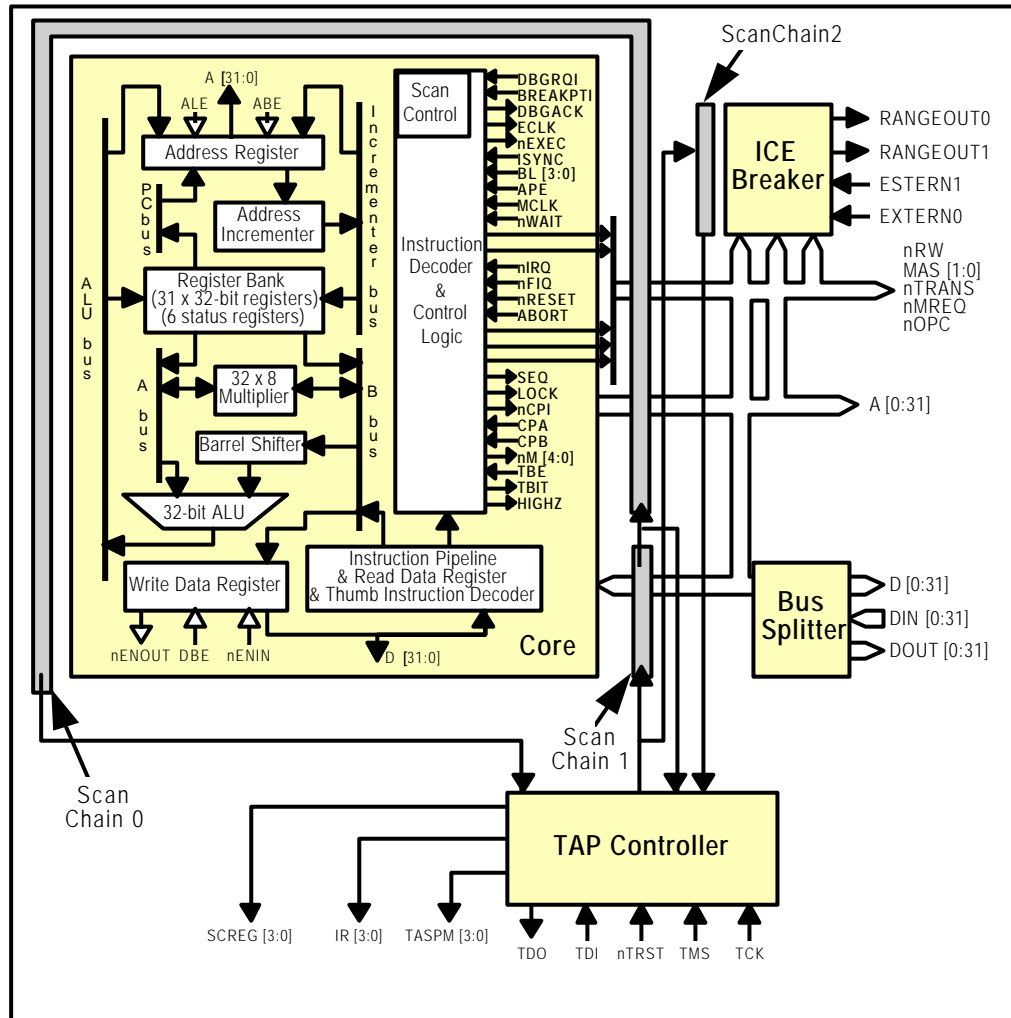 ScanChain2
A [31:0]
ALE
ABE
Address Register
Incrementer bus
PCbus
Address
Incrementer
ALU bus
Register Bank
(31 x 32-bit registers)
(6 status registers)
A bus
32 x 8
Multiplier
B bus
Barrel Shifter
32-bit ALU
Write Data Register
Instruction Pipeline
& Read Data Register
& Thumb Instruction Decoder
nENOUT
DBE
nENIN
D [31:0]
Core
Scan
Control
Instruction
Decoder
&
Control
Logic
DBGRQI
BREAKPTI
DBGACK
ECLK
nEXEC
ISYNC
BL [3:0]
APE
MCLK
nWAIT
nIRQ
nFIQ
nRESET
ABORT
SEQ
LOCK
nCPI
CPA
CPB
nM [4:0]
TBE
TBIT
HIGHZ
ICE
Breaker
RANGEOUT0
RANGEOUT1
ESTERN1
EXTERN0
nRW
MAS [1:0]
nTRANS
nMREQ
nOPC
A [0:31]
Bus
Splitter
D [0:31]
DIN [0:31]
DOUT [0:31]
Scan
Chain 1
Scan
Chain 0
TAP Controller
SCREG [3:0]
IR [3:0]
TASPM [3:0]
TDO
TDI
nTRST
TMS
TCK